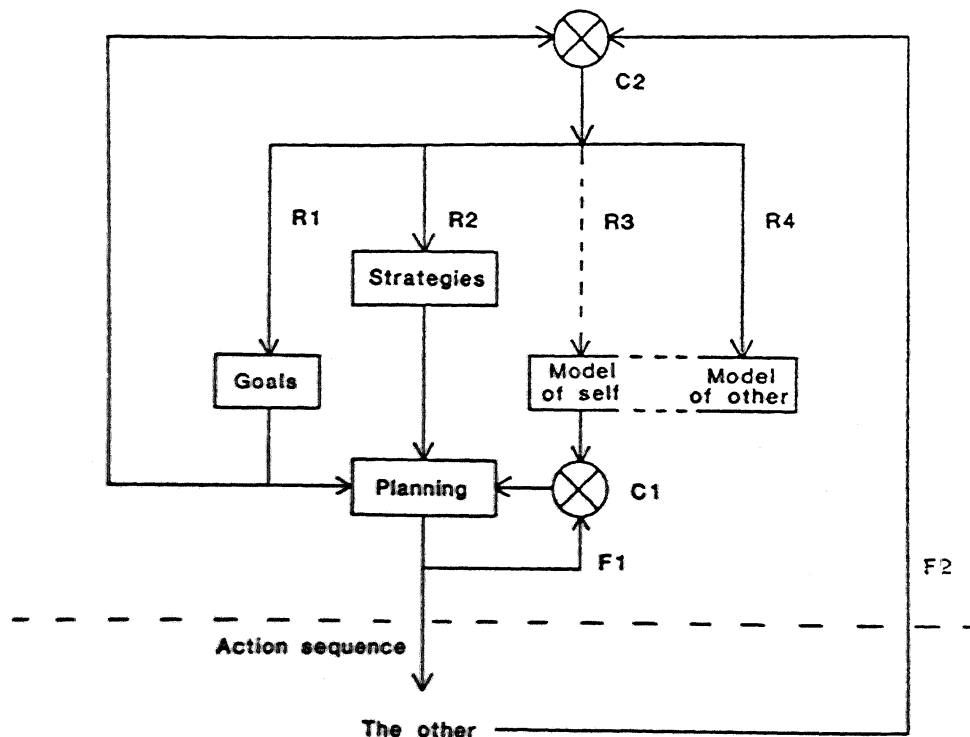 C2
R1
R2
R3
R4
Strategies
Goals
Model
of self
Model
of other
Planning
C1
F1
F2
Action sequence
The other